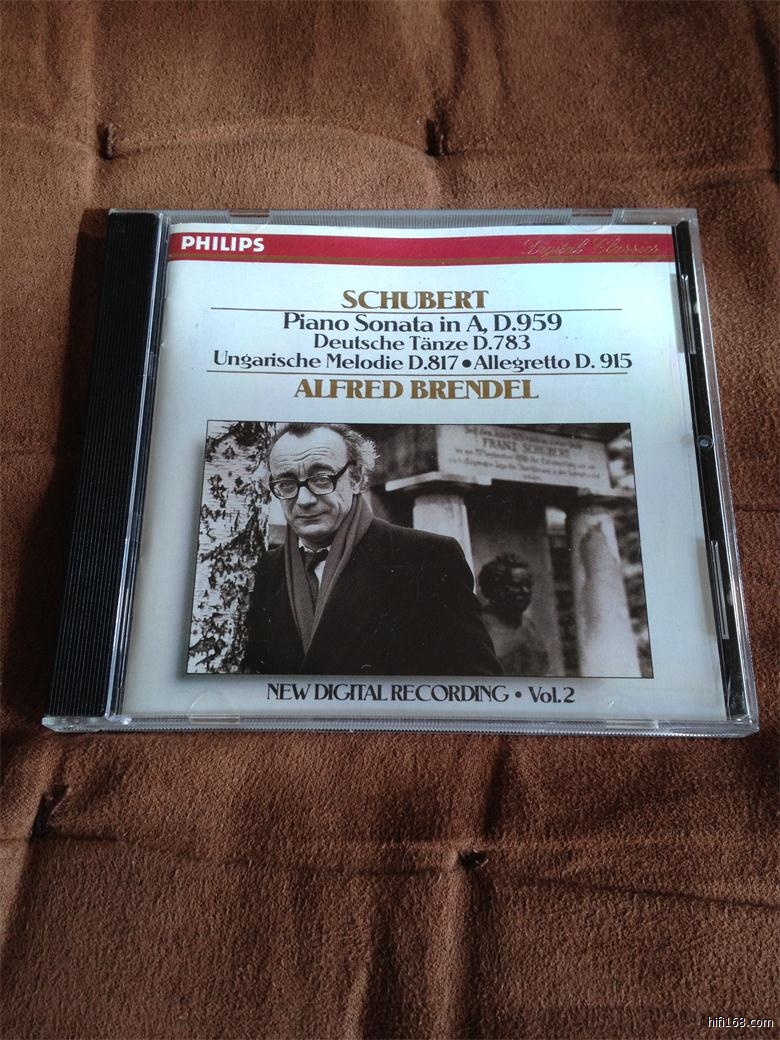 PHILIPS
Digital Classics
SCHUBERT
Piano Sonata in A, D.959
Deutsche Tänze D.783
Ungarische Melodie D.817 • Allegretto D. 915
ALFRED BRENDEL
FRANZ SCHUBERT
NEW DIGITAL RECORDING • Vol.2
hifi168.com